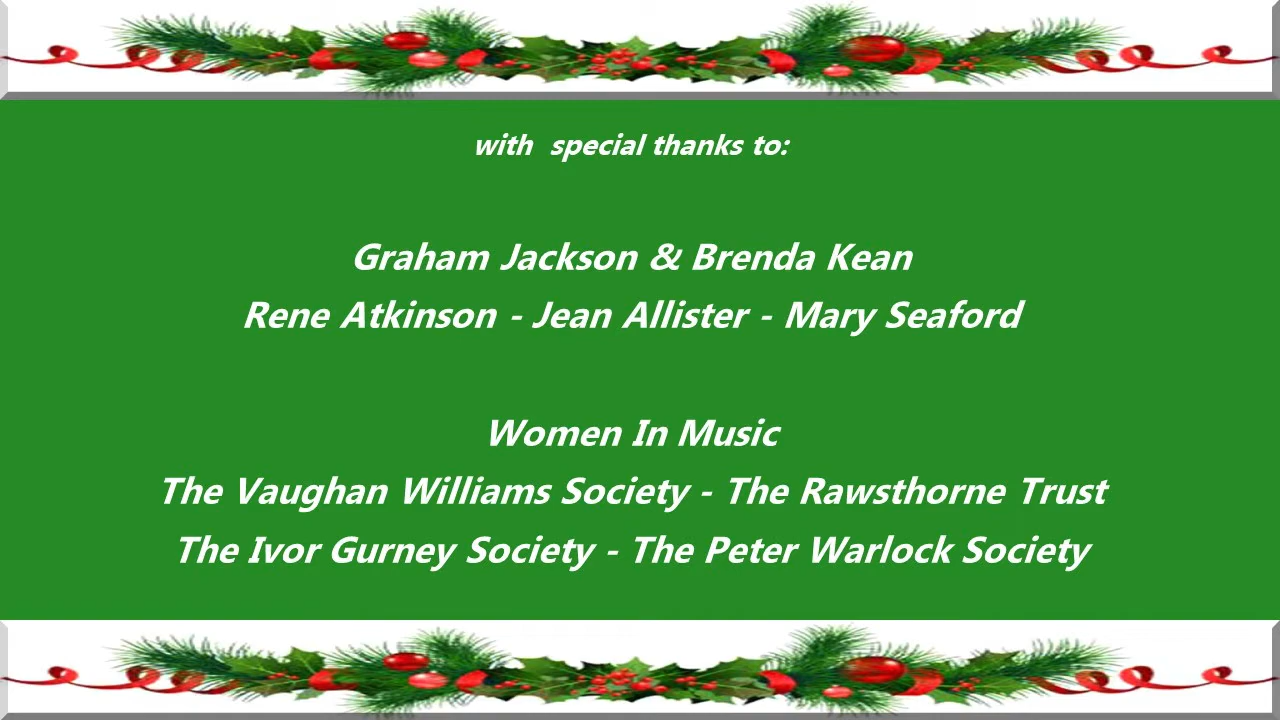 with special thanks to:
Graham Jackson & Brenda Kean
Rene Atkinson - Jean Allister - Mary Seaford
Women In Music
The Vaughan Williams Society - The Rawsthorne Trust
The Ivor Gurney Society - The Peter Warlock Society